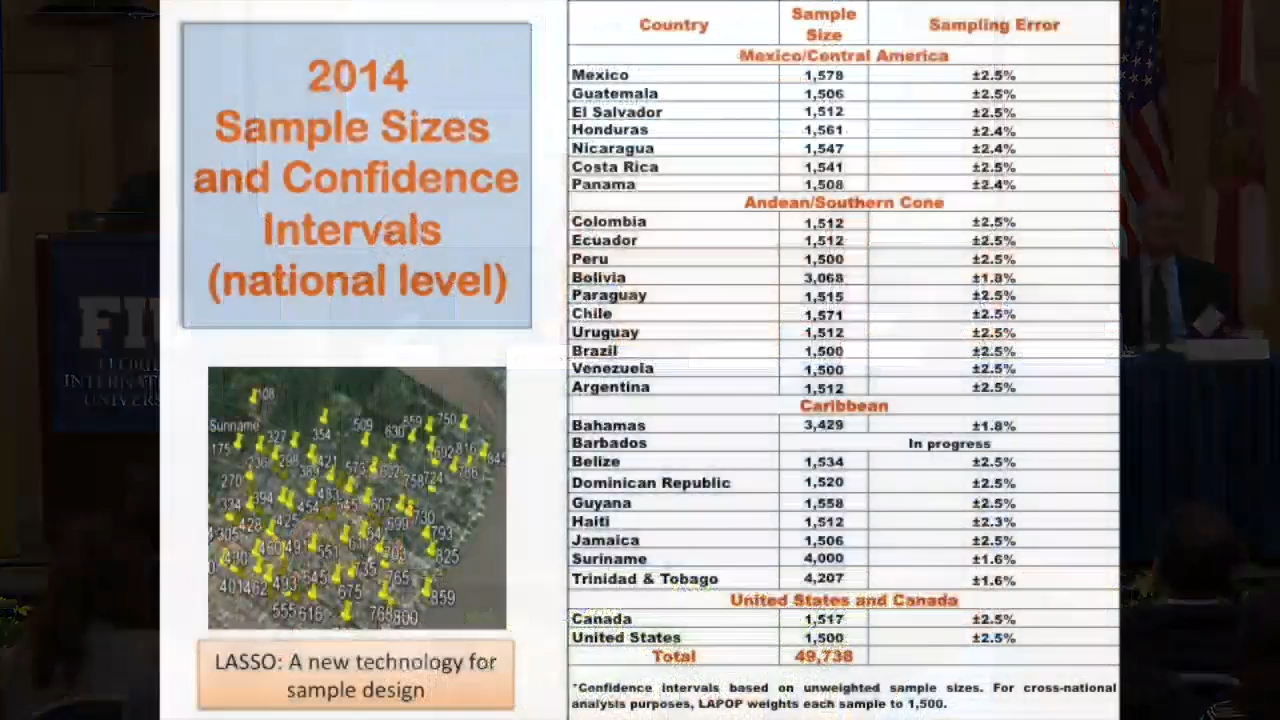 2014
Sample Sizes
and Confidence
Intervals
(national level)
LASSO: A new technology for
sample design
Country Sample Size Sampling Error
Mexico/Central America
Mexico 1,578 ±2.5%
Guatemala 1,506 ±2.5%
El Salvador 1,512 ±2.5%
Honduras 1,561 ±2.4%
Nicaragua 1,547 ±2.4%
Costa Rica 1,541 ±2.5%
Panama 1,508 ±2.4%
Andean/Southern Cone
Colombia 1,512 ±2.5%
Ecuador 1,512 ±2.5%
Peru 1,500 ±2.5%
Bolivia 3,068 ±1.8%
Paraguay 1,515 ±2.5%
Chile 1,571 ±2.5%
Uruguay 1,512 ±2.5%
Brazil 1,500 ±2.5%
Venezuela 1,500 ±2.5%
Argentina 1,512 ±2.5%
Caribbean
Bahamas 3,429 ±1.8%
Barbados In progress
Belize 1,534 ±2.5%
Dominican Republic 1,520 ±2.5%
Guyana 1,558 ±2.5%
Haiti 1,512 ±2.3%
Jamaica 1,506 ±2.5%
Suriname 4,000 ±1.6%
Trinidad & Tobago 4,207 ±1.6%
United States and Canada
Canada 1,517 ±2.5%
United States 1,500 ±2.5%
Total 49,738
*Confidence intervals based on unweighted sample sizes. For cross-national
analysis purposes, LAPOP weights each sample to 1,500.